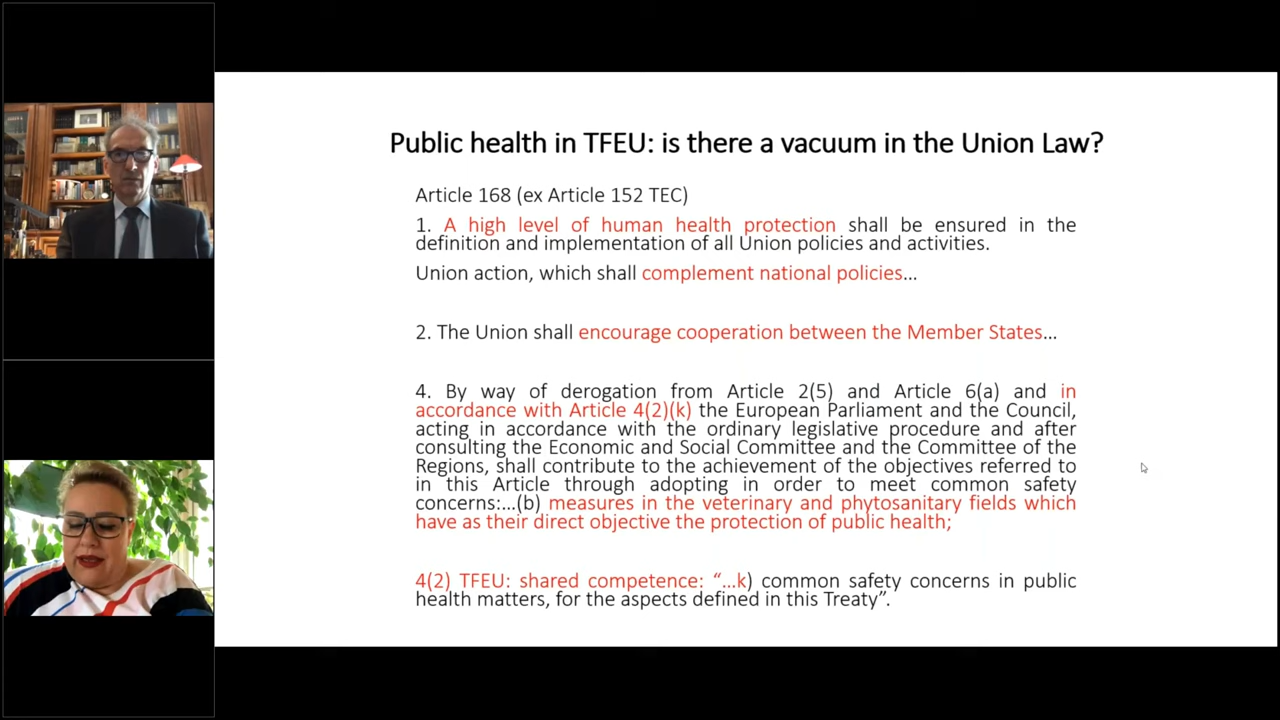 Public health in TFEU: is there a vacuum in the Union Law?
Article 168 (ex Article 152 TEC)
1. A high level of human health protection shall be ensured in the
definition and implementation of all Union policies and activities.
Union action, which shall complement national policies…
2. The Union shall encourage cooperation between the Member States…
4. By way of derogation from Article 2(5) and Article 6(a) and in
accordance with Article 4(2)(k) the European Parliament and the Council,
acting in accordance with the ordinary legislative procedure and after
consulting the Economic and Social Committee and the Committee of the
Regions, shall contribute to the achievement of the objectives referred to
in this Article through adopting in order to meet common safety
concerns:…(b) measures in the veterinary and phytosanitary fields which
have as their direct objective the protection of public health;
4(2) TFEU: shared competence: “…k) common safety concerns in public
health matters, for the aspects defined in this Treaty”.